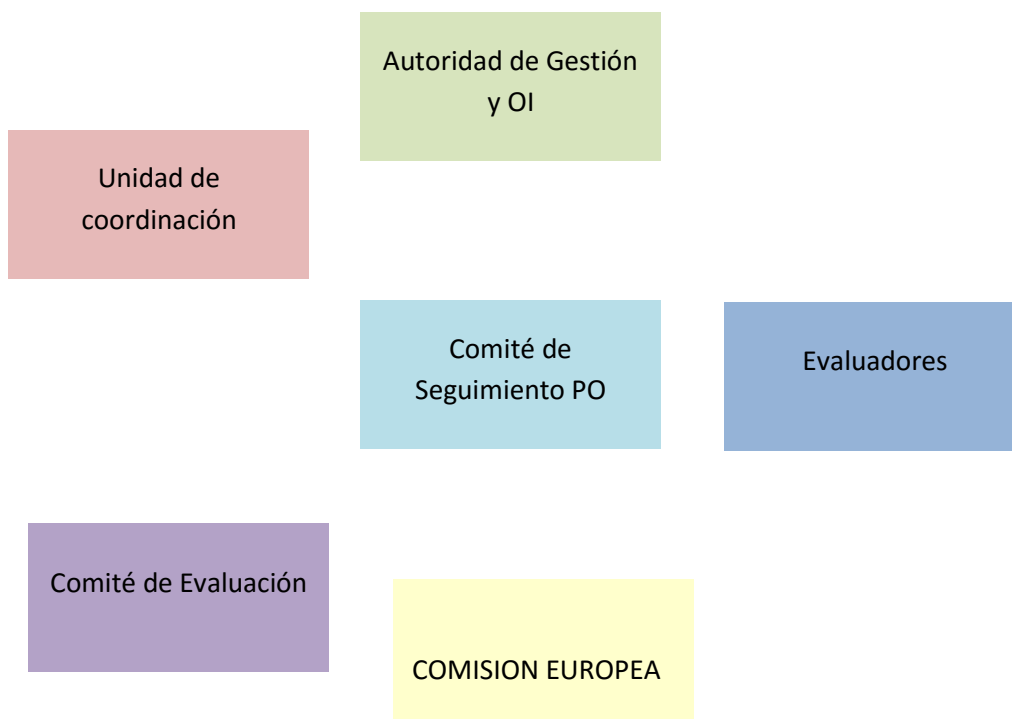 Autoridad de Gestión
y OI
Unidad de
coordinación
Comité de
Seguimiento PO
Evaluadores
Comité de Evaluación
COMISION EUROPEA